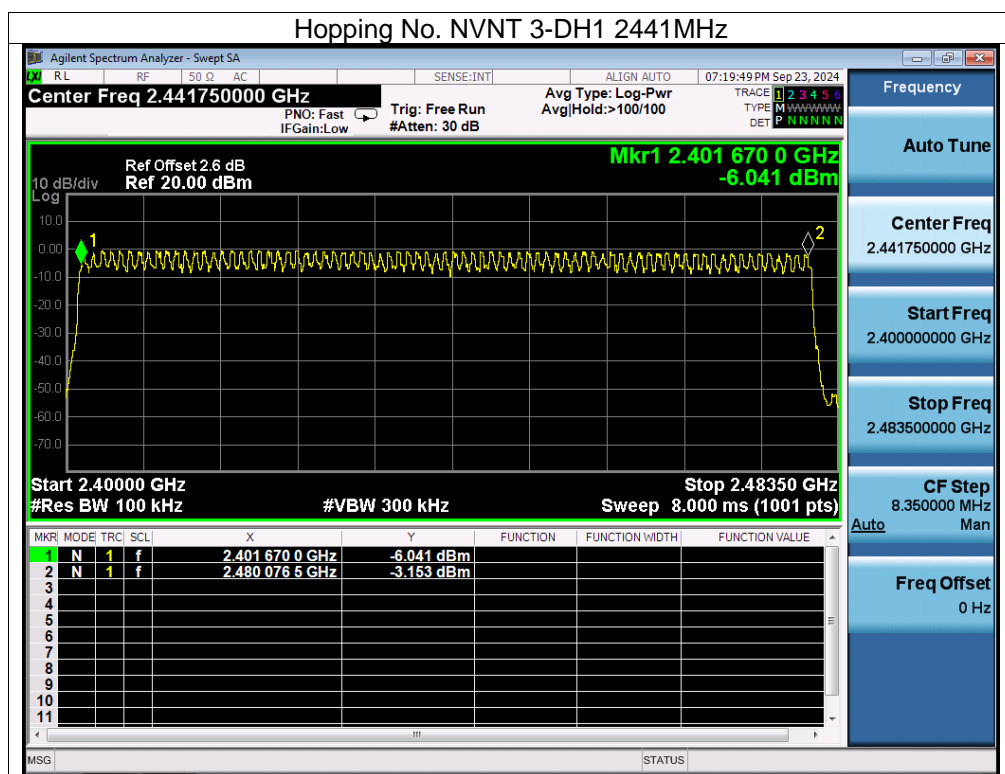 Hopping No. NVNT 3-DH1 2441MHz
Agilent Spectrum Analyzer - Swept SA
RL RF 50 Ω AC SENSE:INT ALIGN AUTO 07:19:49 PM Sep 23, 2024
Center Freq 2.441750000 GHz
PNO: Fast
IFGain:Low
Trig: Free Run
#Atten: 30 dB
Avg Type: Log-Pwr
Avg|Hold:>100/100
TRACE 1 2 3 4 5 6
TYPE M WWWWW
DET P N N N N N
Ref Offset 2.6 dB
Ref 20.00 dBm
10 dB/div
Log
Mkr1 2.401 670 0 GHz
-6.041 dBm
10.0
0.00
-10.0
-20.0
-30.0
-40.0
-50.0
-60.0
-70.0
1
2
Start 2.40000 GHz
Stop 2.48350 GHz
#Res BW 100 kHz
#VBW 300 kHz
Sweep 8.000 ms (1001 pts)
MKR MODE TRC SCL X Y FUNCTION FUNCTION WIDTH FUNCTION VALUE
1 N 1 f 2.401 670 0 GHz -6.041 dBm
2 N 1 f 2.480 076 5 GHz -3.153 dBm
3
4
5
6
7
8
9
10
11
MSG
STATUS
Frequency
Auto Tune
Center Freq
2.441750000 GHz
Start Freq
2.400000000 GHz
Stop Freq
2.483500000 GHz
CF Step
8.350000 MHz
Auto Man
Freq Offset
0 Hz